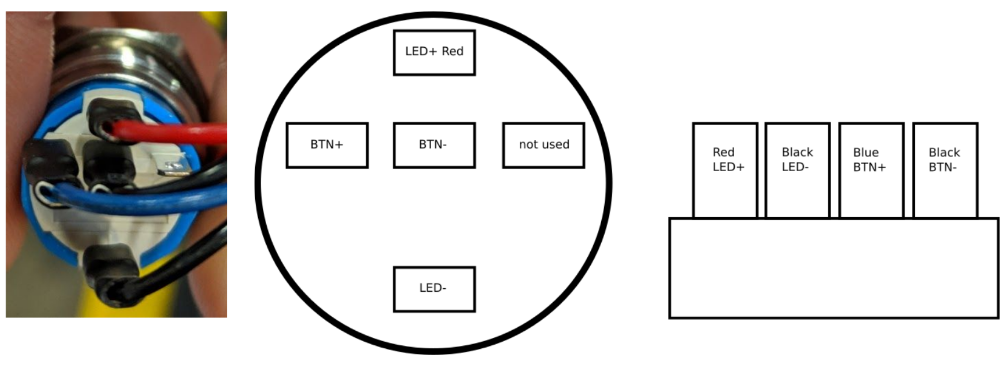 LED+ Red
BTN+
BTN-
not used
LED-
Red
LED+
Black
LED-
Blue
BTN+
Black
BTN-